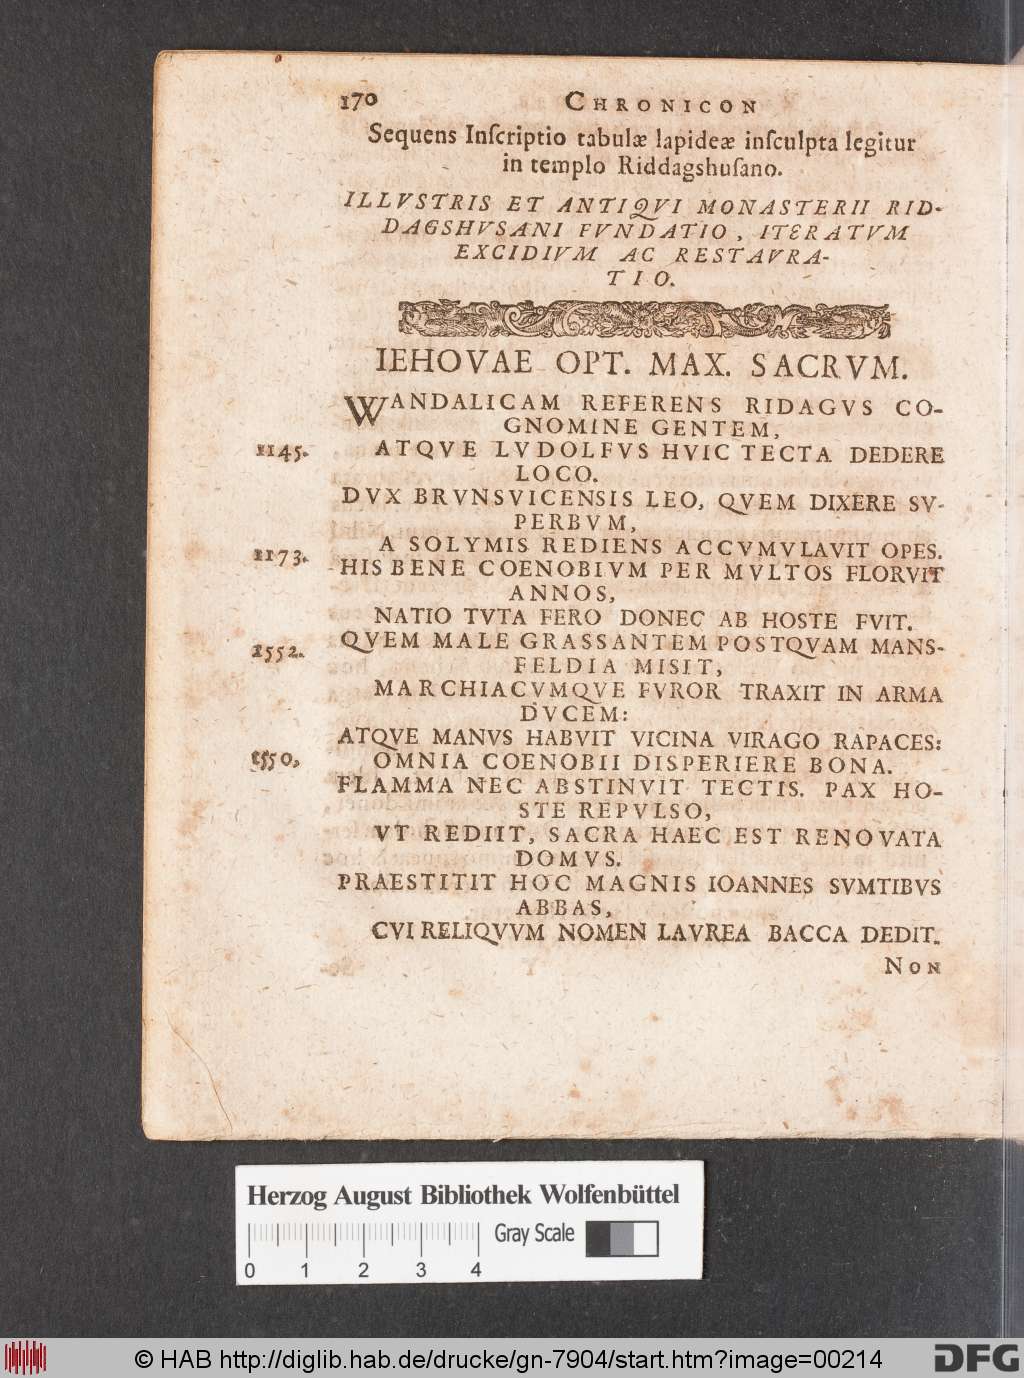 170 CHRONICON
Sequens Inſcriptio tabulæ lapideæ inſculpta legitur
in templo Riddagshuſano.
ILLVSTRIS ET ANTIQVI MONASTERII RID-
DAGSHVSANI FVNDATIO, ITERATVM
EXCIDIVM AC RESTAVRA-
TIO.
IEHOVAE OPT. MAX. SACRVM.
WANDALICAM REFERENS RIDAGVS CO-
GNOMINE GENTEM,
1145. ATQVE LVDOLFVS HVIC TECTA DEDERE
LOCO.
DVX BRVNSVICENSIS LEO, QVEM DIXERE SV-
PERBVM,
1173. A SOLYMIS REDIENS ACCVMVLAVIT OPES.
HIS BENE COENOBIVM PER MVLTOS FLORVIT
ANNOS,
NATIO TVTA FERO DONEC AB HOSTE FVIT.
1552. QVEM MALE GRASSANTEM POSTQVAM MANS-
FELDIA MISIT,
MARCHIACVMQVE FVROR TRAXIT IN ARMA
DVCEM:
ATQVE MANVS HABVIT VICINA VIRAGO RAPACES:
1550, OMNIA COENOBII DISPERIERE BONA.
FLAMMA NEC ABSTINVIT TECTIS. PAX HO-
STE REPVLSO,
VT REDIIT, SACRA HAEC EST RENOVATA
DOMVS.
PRAESTITIT HOC MAGNIS IOANNES SVMTIBVS
ABBAS,
CVI RELIQVVM NOMEN LAVREA BACCA DEDIT.
NON
Herzog August Bibliothek Wolfenbüttel
0 1 2 3 4 Gray Scale
© HAB http://diglib.hab.de/drucke/gn-7904/start.htm?image=00214
DFG